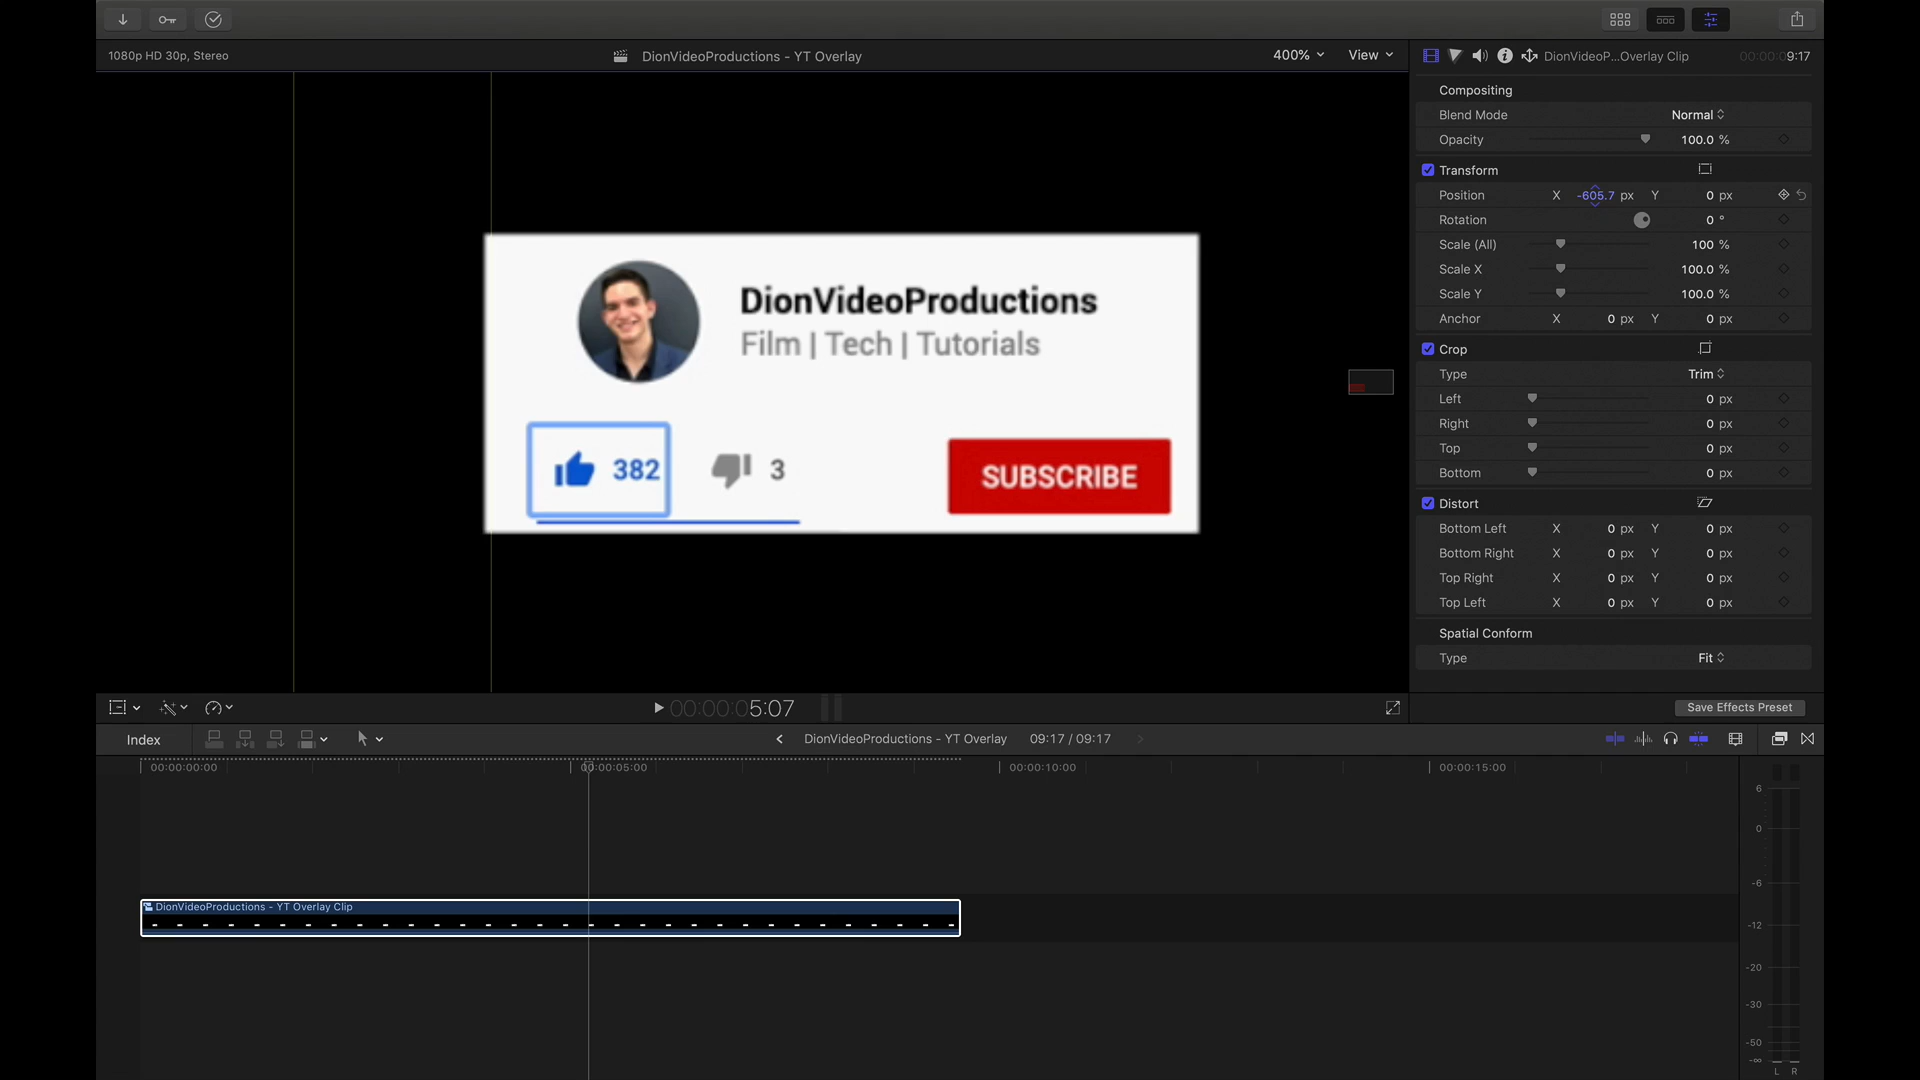 1080p HD 30p, Stereo
DionVideoProductions - YT Overlay
400%
View
DionVideoP...Overlay Clip
00:00:09:17
Compositing
Blend Mode Normal
Opacity 100.0 %
Transform
Position X -605.7 px Y 0 px
Rotation 0 °
Scale (All) 100 %
Scale X 100.0 %
Scale Y 100.0 %
Anchor X 0 px Y 0 px
Crop
Type Trim
Left 0 px
Right 0 px
Top 0 px
Bottom 0 px
Distort
Bottom Left X 0 px Y 0 px
Bottom Right X 0 px Y 0 px
Top Right X 0 px Y 0 px
Top Left X 0 px Y 0 px
Spatial Conform
Type Fit
Save Effects Preset
DionVideoProductions
Film | Tech | Tutorials
382
3
SUBSCRIBE
00:00:05:07
Index
DionVideoProductions - YT Overlay
09:17 / 09:17
00:00:00:00
00:00:05:00
00:00:10:00
00:00:15:00
DionVideoProductions - YT Overlay Clip
6
0
-6
-12
-20
-30
-50
-∞
L R